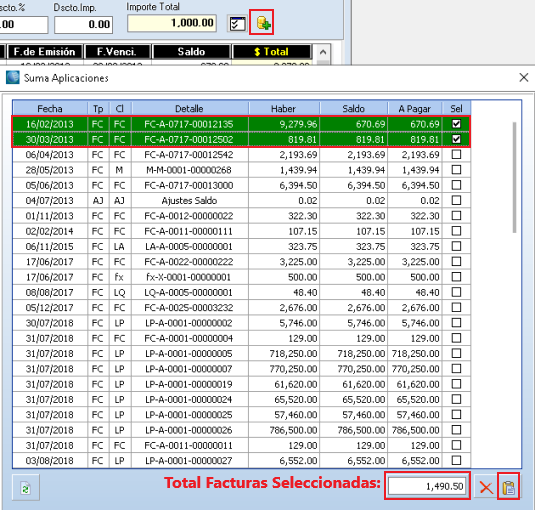 Dscto.% Dscto.Imp. Importe Total
0.00 0.00 1,000.00
F.de Emisión F.Venci. Saldo $ Total
Suma Aplicaciones
Fecha Tp Cl Detalle Haber Saldo A Pagar Sel
16/02/2013 FC FC FC-A-0717-00012135 9,279.96 670.69 670.69
30/03/2013 FC FC FC-A-0717-00012502 819.81 819.81 819.81
06/04/2013 FC FC FC-A-0717-00012542 2,193.69 2,193.69 2,193.69
28/05/2013 FC M M-M-0001-00000268 1,439.94 1,439.94 1,439.94
05/06/2013 FC FC FC-A-0717-00013000 6,394.50 6,394.50 6,394.50
04/07/2013 AJ AJ Ajustes Saldo 0.02 0.02 0.02
01/11/2013 FC FC FC-A-0012-00000022 322.30 322.30 322.30
02/02/2014 FC FC FC-A-0011-00000111 107.15 107.15 107.15
06/11/2015 FC LA LA-A-0005-00000001 323.75 323.75 323.75
17/06/2017 FC FC FC-A-0022-00000222 3,225.00 3,225.00 3,225.00
17/06/2017 FC fx fx-X-0001-00000001 500.00 500.00 500.00
08/08/2017 FC LQ LQ-A-0005-00000001 48.40 48.40 48.40
05/12/2017 FC FC FC-A-0025-00003232 2,676.00 2,676.00 2,676.00
30/07/2018 FC LP LP-A-0001-00000002 5,746.00 5,746.00 5,746.00
31/07/2018 FC FC FC-A-0001-00000004 129.00 129.00 129.00
31/07/2018 FC LP LP-A-0001-00000005 718,250.00 718,250.00 718,250.00
31/07/2018 FC LP LP-A-0001-00000007 770,250.00 770,250.00 770,250.00
31/07/2018 FC LP LP-A-0001-00000019 61,620.00 61,620.00 61,620.00
31/07/2018 FC LP LP-A-0001-00000024 65,520.00 65,520.00 65,520.00
31/07/2018 FC LP LP-A-0001-00000025 57,460.00 57,460.00 57,460.00
31/07/2018 FC LP LP-A-0001-00000026 786,500.00 786,500.00 786,500.00
31/07/2018 FC FC FC-A-0011-00000011 129.00 129.00 129.00
03/08/2018 FC LP LP-A-0001-00000027 6,552.00 6,552.00 6,552.00
Total Facturas Seleccionadas: 1,490.50